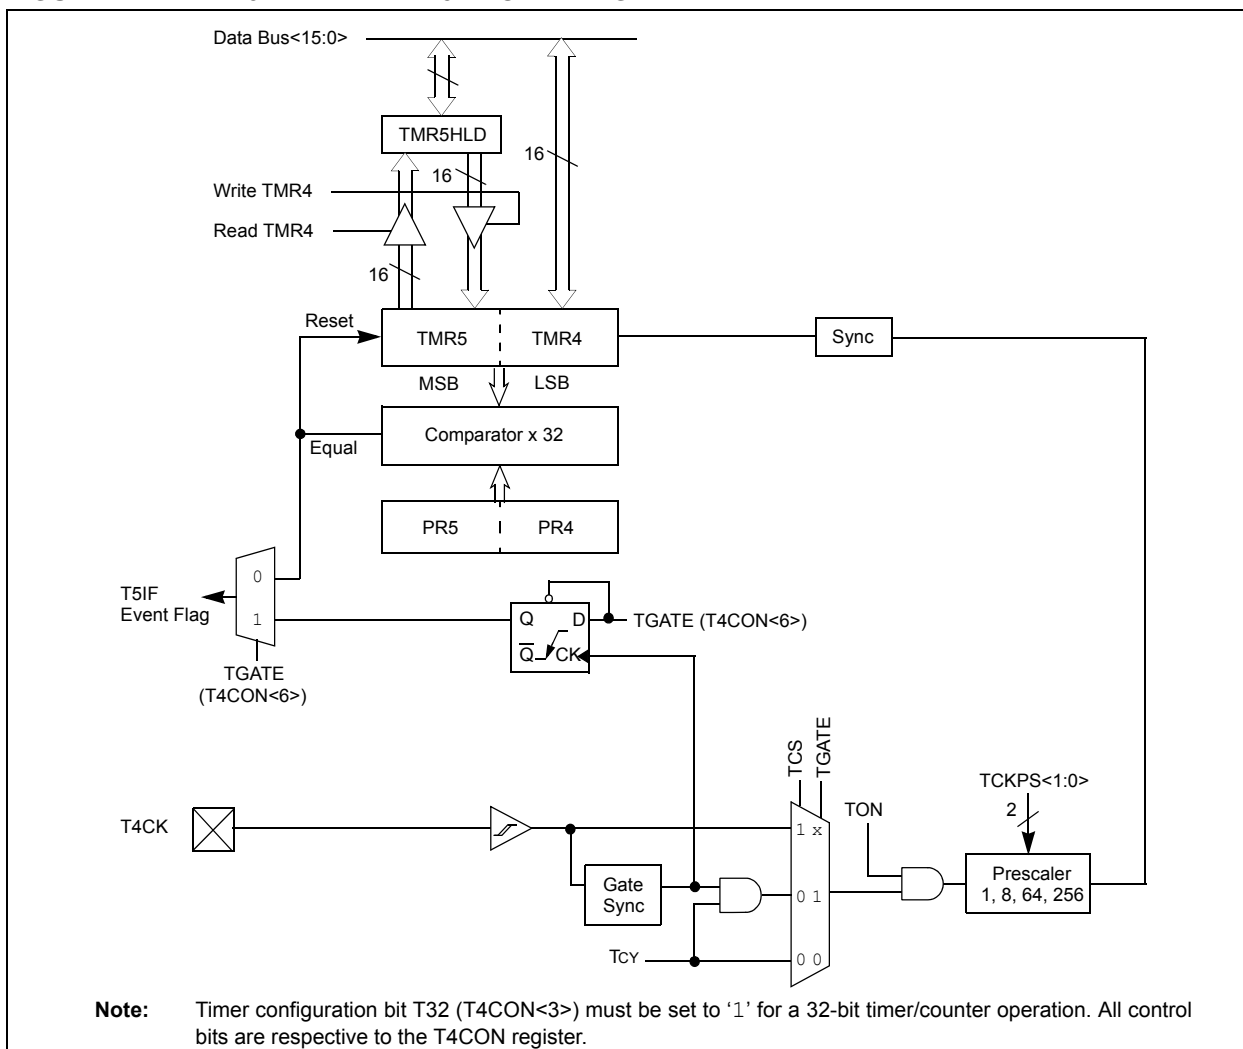 Data Bus<15:0>
TMR5HLD
16
16
Write TMR4
Read TMR4
16
Reset
TMR5
TMR4
Sync
MSB
LSB
Equal
Comparator x 32
PR5
PR4
0
1
T5IF
Event Flag
TGATE
(T4CON<6>)
Q
D
Q̅
CK
TGATE (T4CON<6>)
TCS
TGATE
TCKPS<1:0>
2
T4CK
1 x
TON
Gate
Sync
0 1
Prescaler
1, 8, 64, 256
TCY
0 0
Note: Timer configuration bit T32 (T4CON<3>) must be set to ‘1’ for a 32-bit timer/counter operation. All control
bits are respective to the T4CON register.